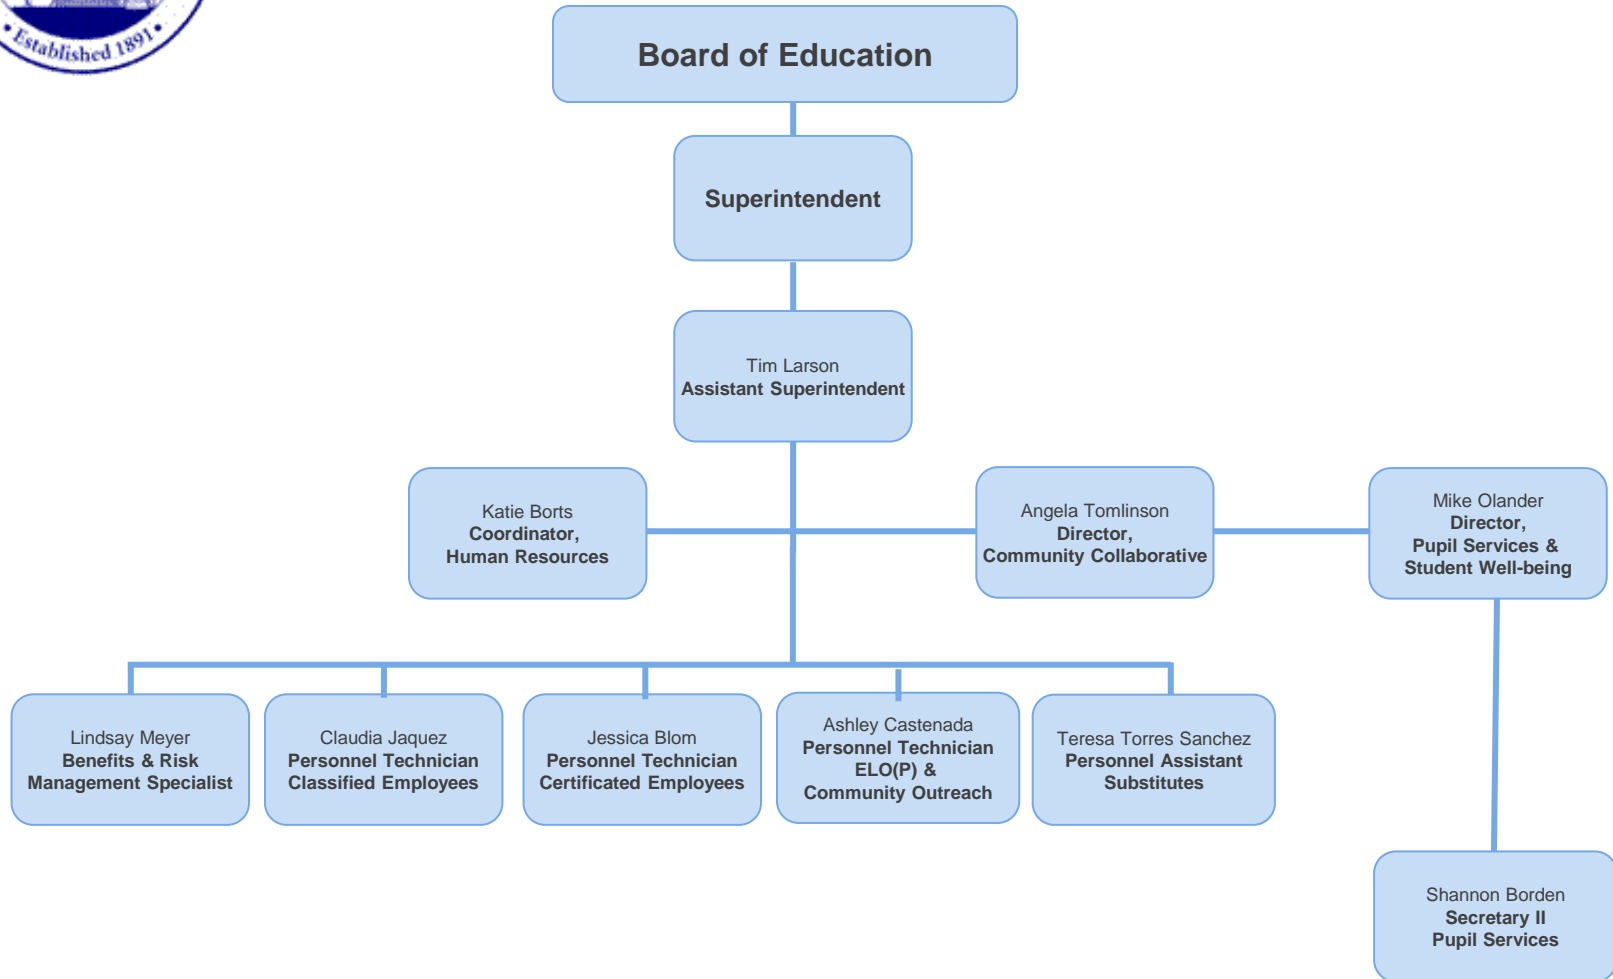 • Established 1891 •
Board of Education
Superintendent
Tim Larson
Assistant Superintendent
Katie Borts
Coordinator,
Human Resources
Angela Tomlinson
Director,
Community Collaborative
Mike Olander
Director,
Pupil Services &
Student Well-being
Lindsay Meyer
Benefits & Risk
Management Specialist
Claudia Jaquez
Personnel Technician
Classified Employees
Jessica Blom
Personnel Technician
Certificated Employees
Ashley Castenada
Personnel Technician
ELO(P) &
Community Outreach
Teresa Torres Sanchez
Personnel Assistant
Substitutes
Shannon Borden
Secretary II
Pupil Services